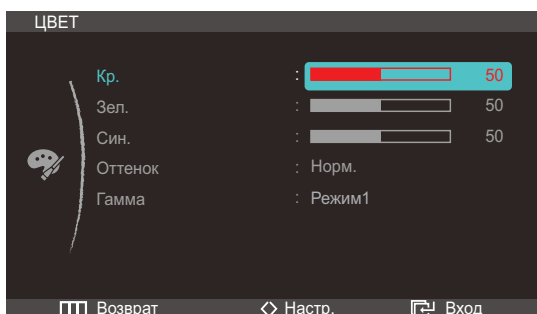 ЦВЕТ
Кр. : 50
Зел. : 50
Син. : 50
Оттенок : Норм.
Гамма : Режим1
Возврат Настр. Вход